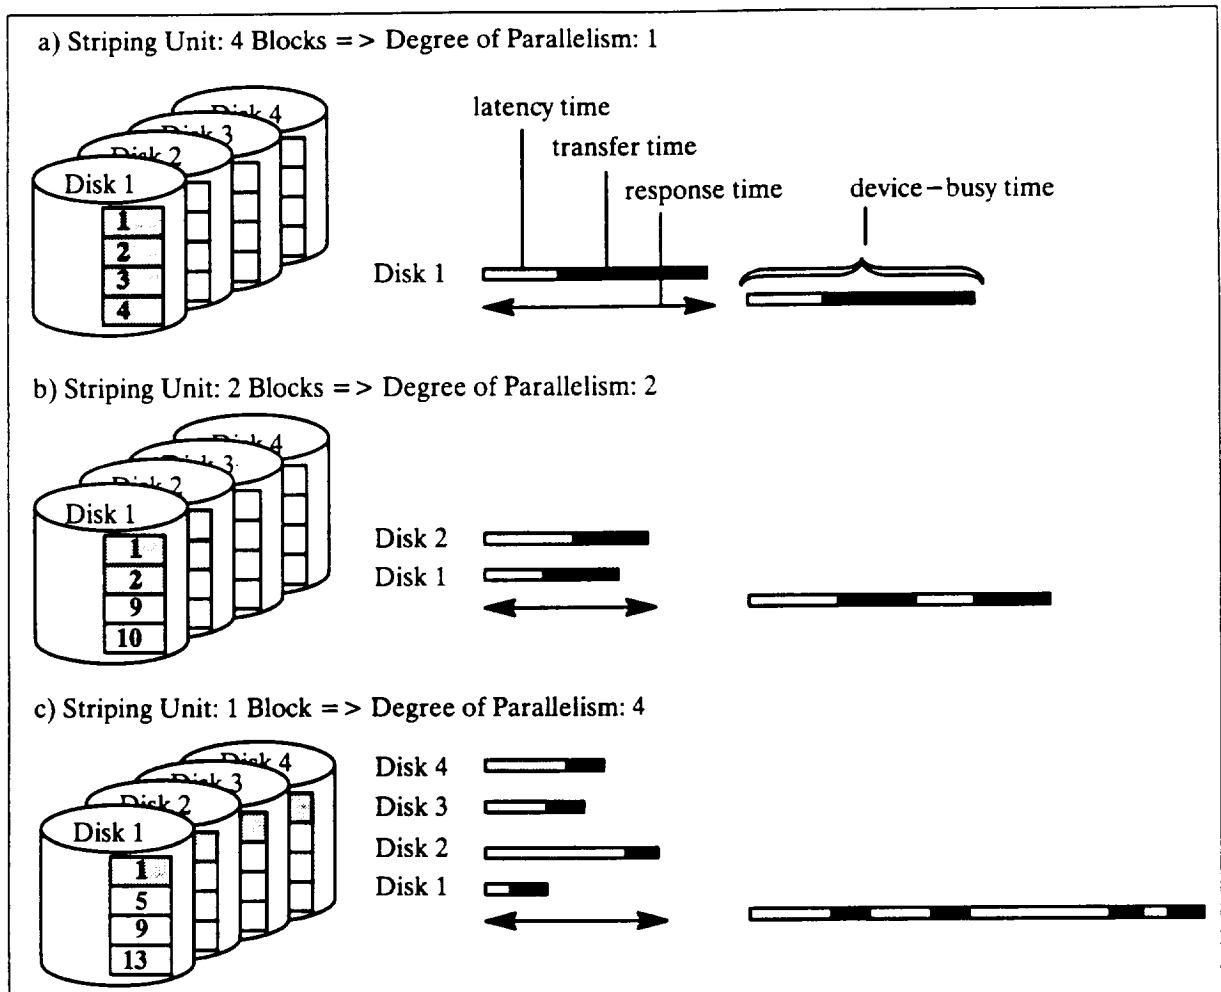 a) Striping Unit: 4 Blocks => Degree of Parallelism: 1
Disk 4
Disk 3
Disk 2
Disk 1
1
2
3
4
latency time
transfer time
response time
device-busy time
Disk 1
b) Striping Unit: 2 Blocks => Degree of Parallelism: 2
Disk 4
Disk 3
Disk 2
Disk 1
1
2
9
10
Disk 2
Disk 1
c) Striping Unit: 1 Block => Degree of Parallelism: 4
Disk 4
Disk 3
Disk 2
Disk 1
1
5
9
13
Disk 4
Disk 3
Disk 2
Disk 1